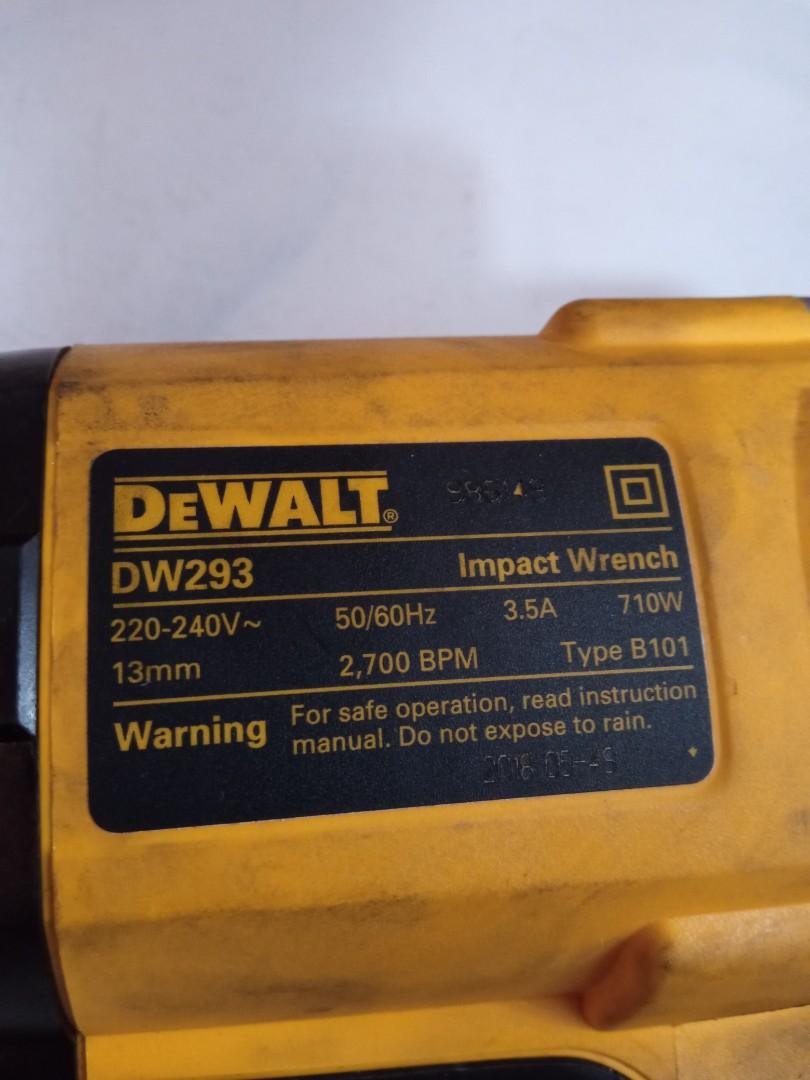 DEWALT®
DW293 Impact Wrench
220-240V~ 50/60Hz 3.5A 710W
13mm 2,700 BPM Type B101
Warning For safe operation, read instruction
manual. Do not expose to rain.